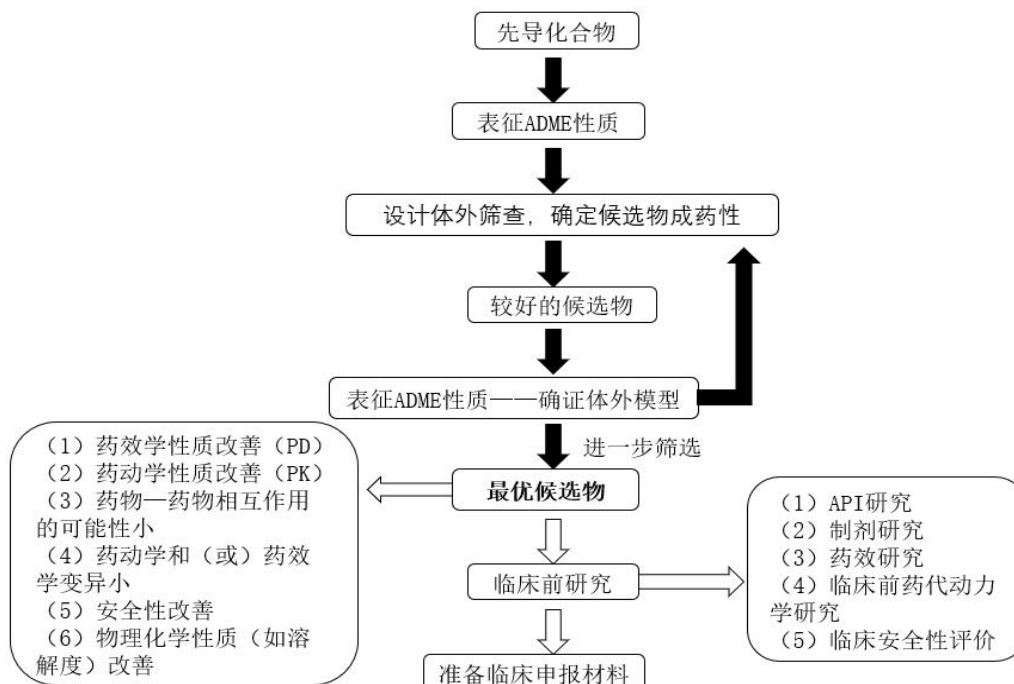 先导化合物
表征ADME性质
设计体外筛查，确定候选物成药性
较好的候选物
表征ADME性质——确证体外模型
进一步筛选
最优候选物
（1）药效学性质改善（PD）
（2）药动学性质改善（PK）
（3）药物—药物相互作用
的可能性小
（4）药动学和（或）药效
学变异小
（5）安全性改善
（6）物理化学性质（如溶
解度）改善
临床前研究
（1）API研究
（2）制剂研究
（3）药效研究
（4）临床前药代动力
学研究
（5）临床安全性评价
准备临床申报材料